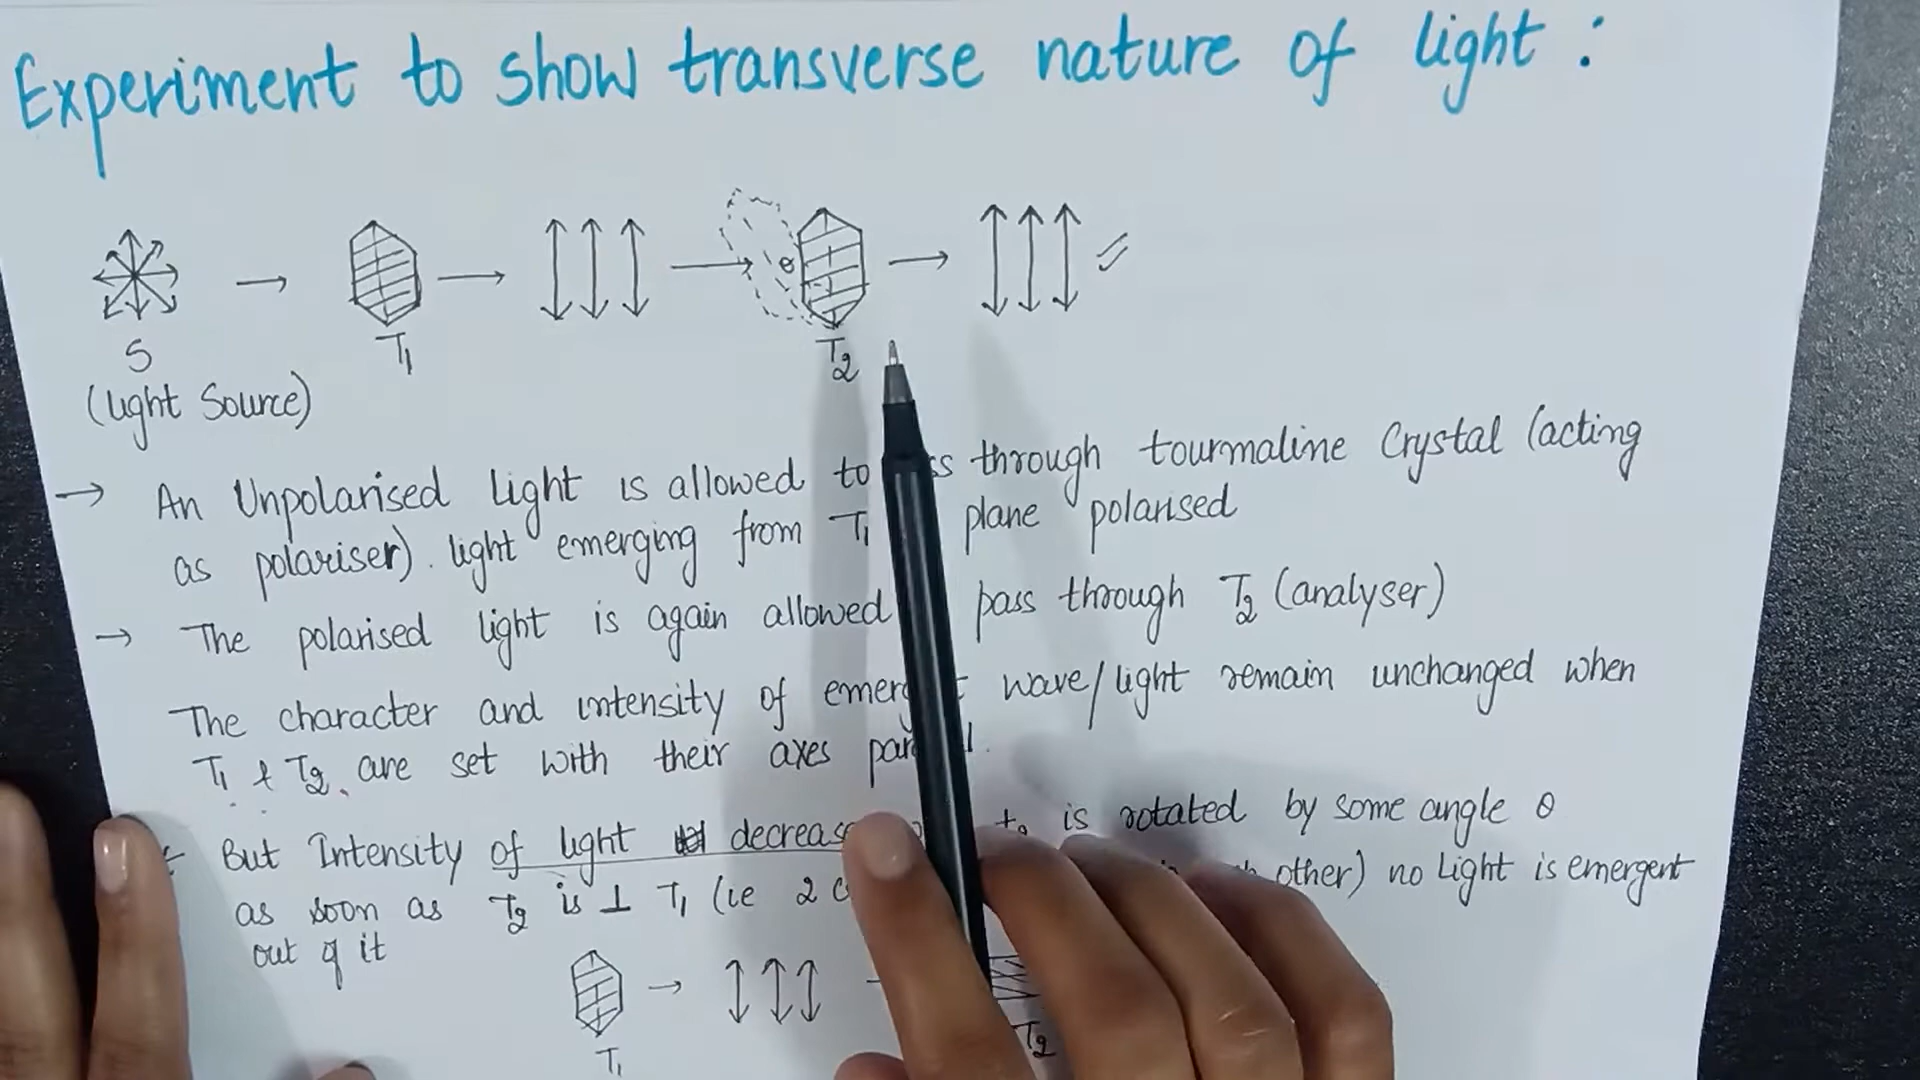 Experiment to show transverse nature of light :
S T1 T2
θ
(Light Source)
→ An Unpolarised Light is allowed to through tourmaline Crystal (acting
as polariser). light emerging from T1 plane polarised
→ The polarised light is again allowed pass through T2 (analyser)
The character and intensity of wave/light remain unchanged when
T1 & T2 are set with their axes
But Intensity of light is rotated by some angle θ
as soon as T2 is ⊥ T1 (ie 2 other) no Light is emergent
out of it
T1 → T2